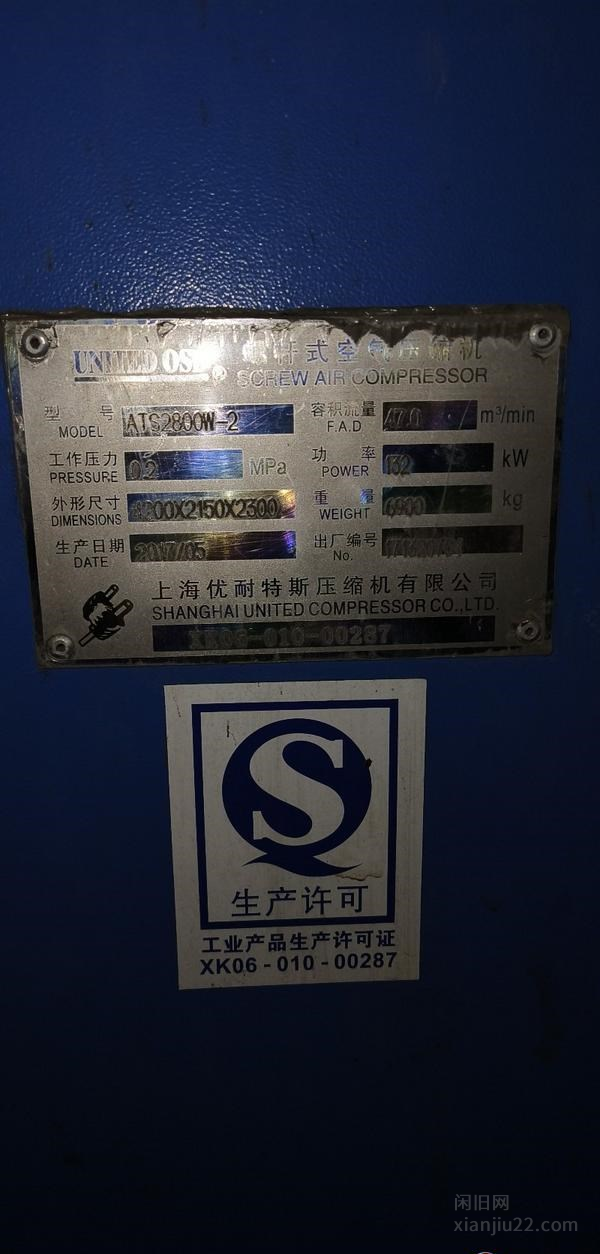 UNITED OSD® 螺杆式空气压缩机
SCREW AIR COMPRESSOR
型号 ATS2800W-2 容积流量 47.0 m³/min
MODEL F.A.D
工作压力 0.2 MPa 功率 132 kW
PRESSURE POWER
外形尺寸 4200X2150X2300 重量 6900 kg
DIMENSIONS WEIGHT
生产日期 2017/05 出厂编号
DATE No.
上海优耐特斯压缩机有限公司
SHANGHAI UNITED COMPRESSOR CO.,LTD.
XK06-010-00287
生产许可
工业产品生产许可证
XK06-010-00287
闲旧网
xianjiu22.com